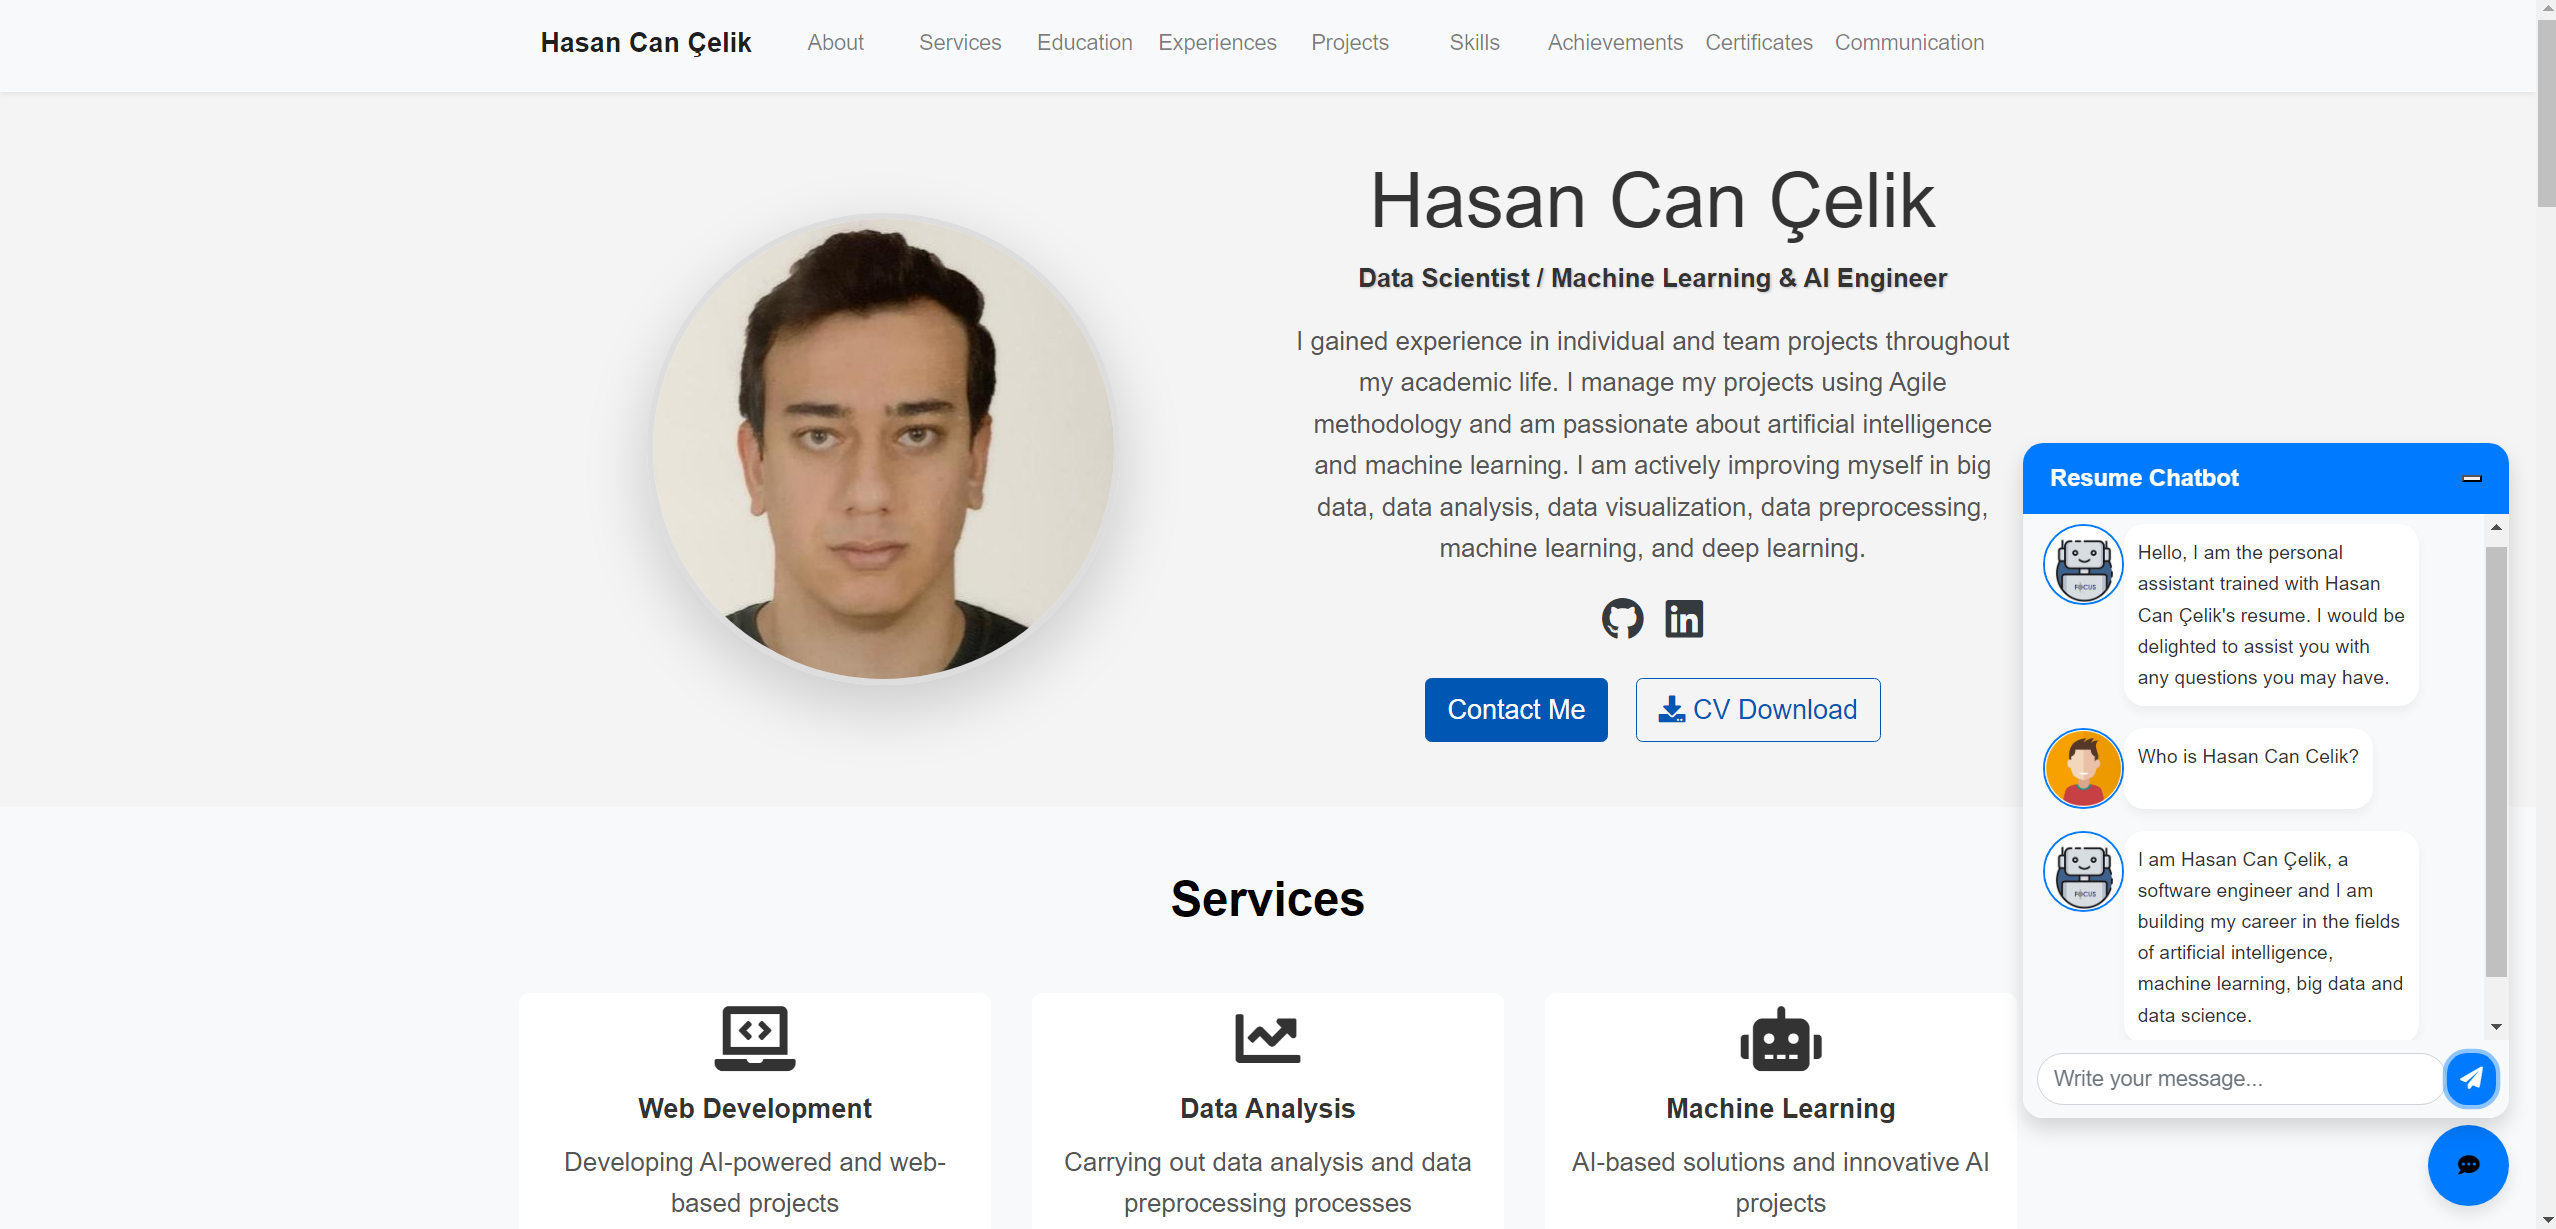 Hasan Can Çelik
About
Services
Education
Experiences
Projects
Skills
Achievements
Certificates
Communication
Hasan Can Çelik
Data Scientist / Machine Learning & AI Engineer
I gained experience in individual and team projects throughout
my academic life. I manage my projects using Agile
methodology and am passionate about artificial intelligence
and machine learning. I am actively improving myself in big
data, data analysis, data visualization, data preprocessing,
machine learning, and deep learning.
Contact Me
CV Download
Services
Web Development
Developing AI-powered and web-
based projects
Data Analysis
Carrying out data analysis and data
preprocessing processes
Machine Learning
AI-based solutions and innovative AI
projects
Resume Chatbot
FOCUS
Hello, I am the personal
assistant trained with Hasan
Can Çelik's resume. I would be
delighted to assist you with
any questions you may have.
Who is Hasan Can Celik?
FOCUS
I am Hasan Can Çelik, a
software engineer and I am
building my career in the fields
of artificial intelligence,
machine learning, big data and
data science.
Write your message...